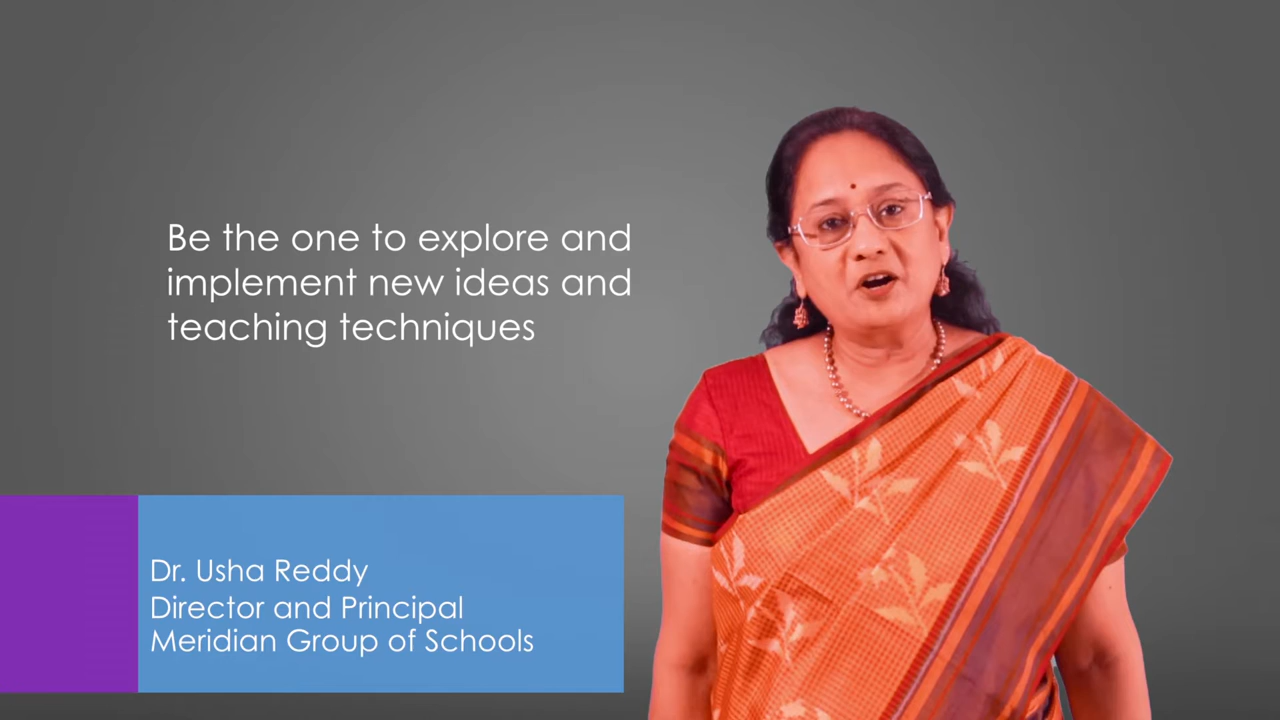 Be the one to explore and
implement new ideas and
teaching techniques
Dr. Usha Reddy
Director and Principal
Meridian Group of Schools